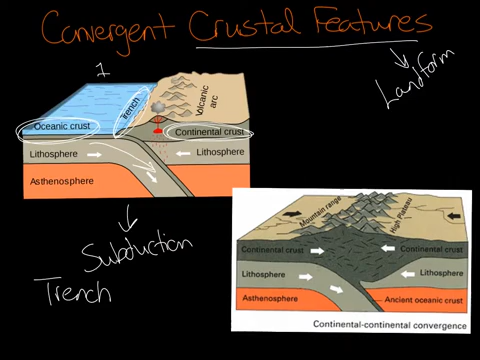 Convergent Crustal Features
Landform
1
Trench
Volcanic arc
Oceanic crust
Continental crust
Lithosphere
Lithosphere
Asthenosphere
Subduction
Trench
Mountain range
High Plateau
Continental crust
Continental crust
Lithosphere
Lithosphere
Asthenosphere
Ancient oceanic crust
Continental-continental convergence